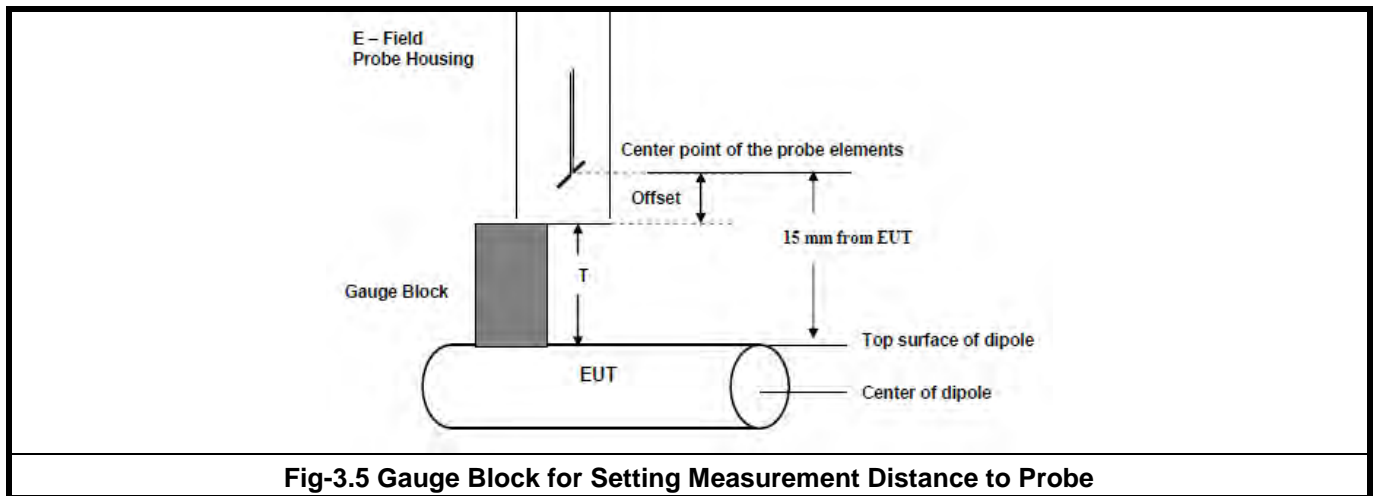 E – Field
Probe Housing
Center point of the probe elements
Offset
15 mm from EUT
T
Gauge Block
Top surface of dipole
EUT
Center of dipole
Fig-3.5 Gauge Block for Setting Measurement Distance to Probe